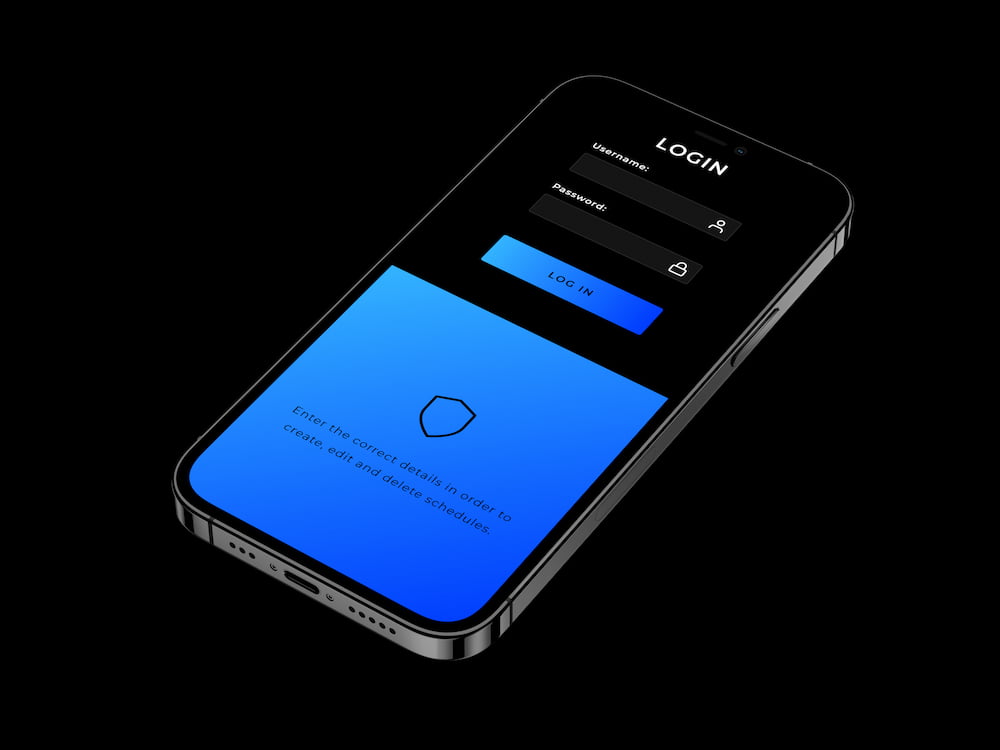 LOGIN
Username:
Password:
LOG IN
Enter the correct details in order to
create, edit and delete schedules.